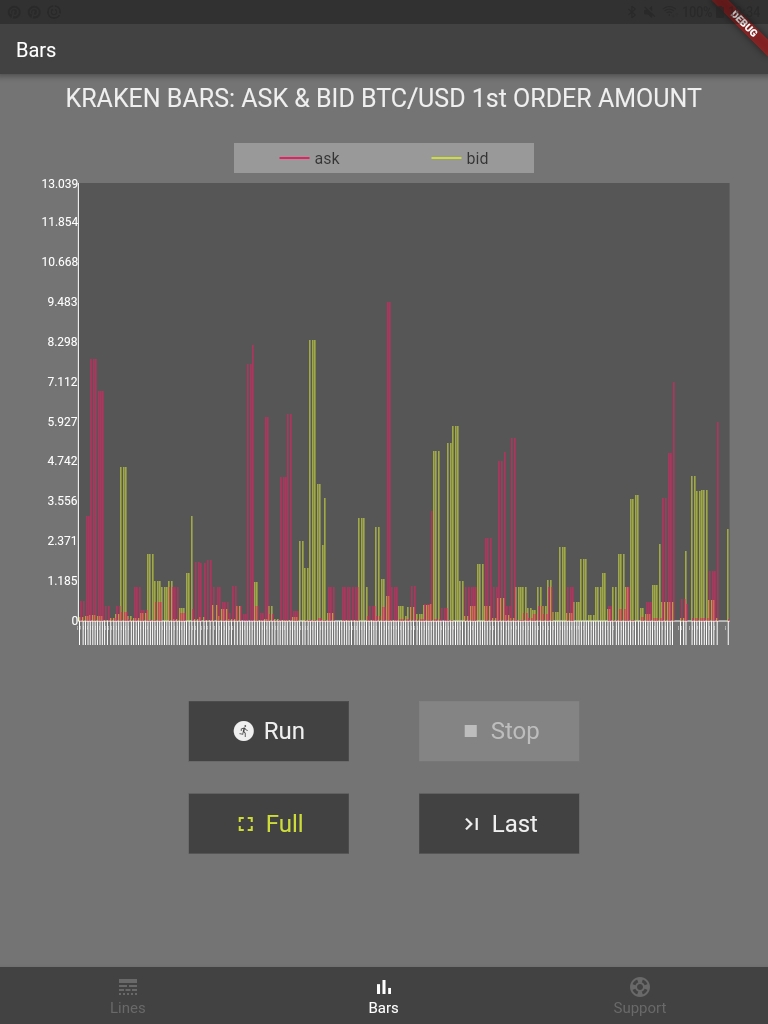 100%
DEBUG
Bars
KRAKEN BARS: ASK & BID BTC/USD 1st ORDER AMOUNT
ask bid
13.039
11.854
10.668
9.483
8.298
7.112
5.927
4.742
3.556
2.371
1.185
0
Run Stop
Full Last
Lines Bars Support